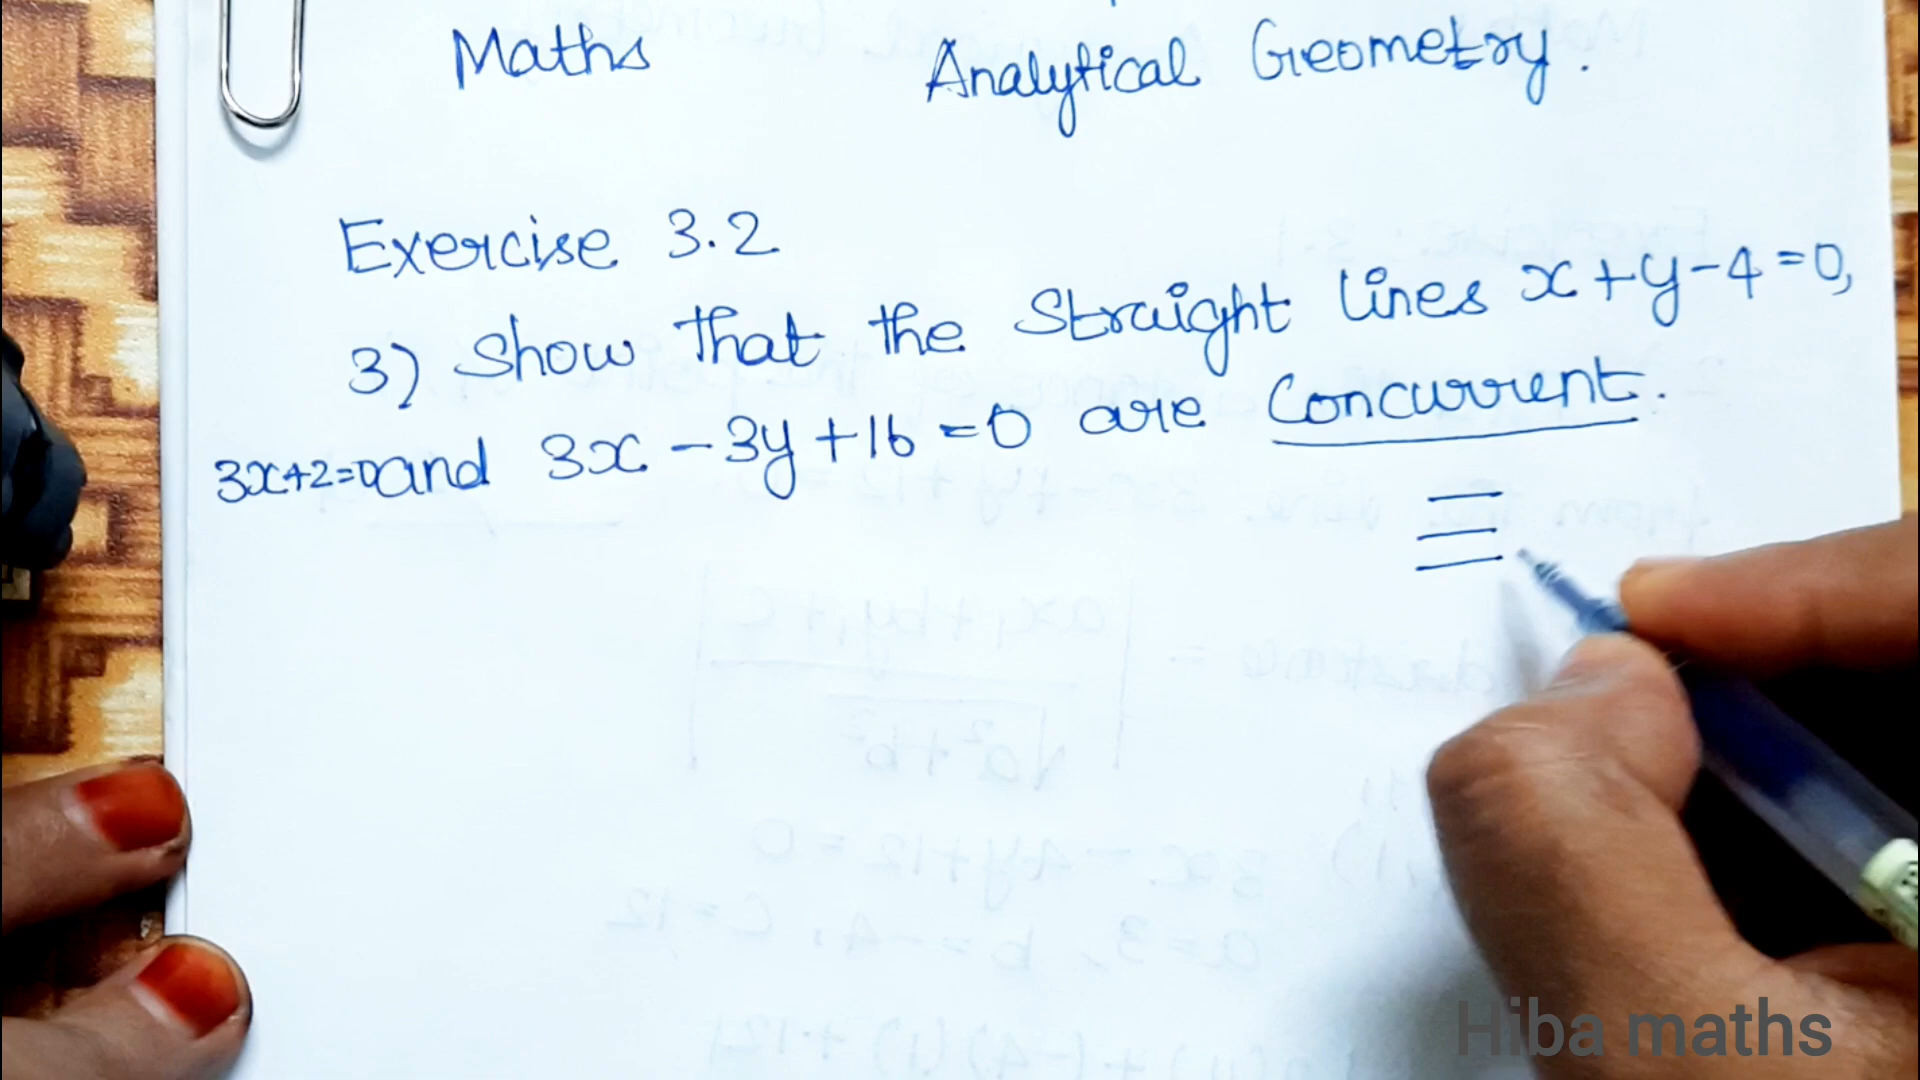 Maths Analytical Geometry.
Exercise 3.2
3) Show that the Straight lines x+y-4=0,
3x+2=0 and 3x-3y+16=0 are Concurrent.
Hiba maths